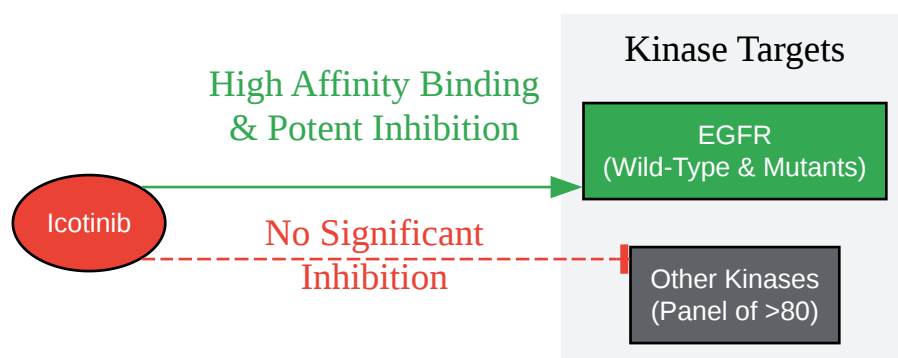 Kinase Targets
High Affinity Binding
& Potent Inhibition
EGFR
(Wild-Type & Mutants)
Icotinib
No Significant
Inhibition
Other Kinases
(Panel of >80)